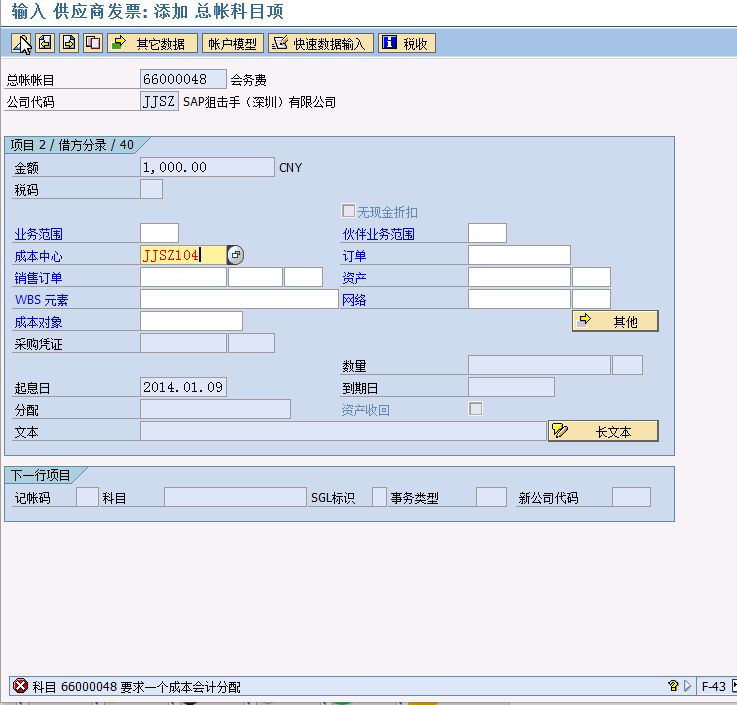 输入 供应商发票: 添加 总帐科目项
其它数据 帐户模型 快速数据输入 税收
总帐帐目 66000048 会务费
公司代码 JJSZ SAP狙击手（深圳）有限公司
项目 2 / 借方分录 / 40
金额 1,000.00 CNY
税码
无现金折扣
业务范围 伙伴业务范围
成本中心 JJSZ104 订单
销售订单 资产
WBS 元素 网络
成本对象 其他
采购凭证
数量
起息日 2014.01.09 到期日
分配 资产收回
文本 长文本
下一行项目
记帐码 科目 SGL标识 事务类型 新公司代码
科目 66000048 要求一个成本会计分配 F-43